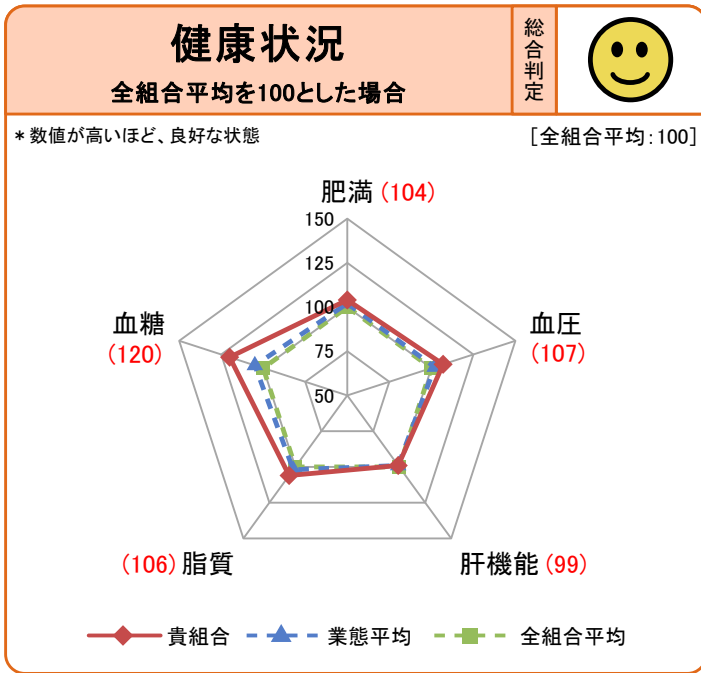 健康状況
全組合平均を100とした場合
総合判定
*数値が高いほど、良好な状態
[全組合平均:100]
肥満(104)
150
125
100
75
50
血糖
(120)
血圧
(107)
(106)脂質
肝機能(99)
貴組合
業態平均
全組合平均